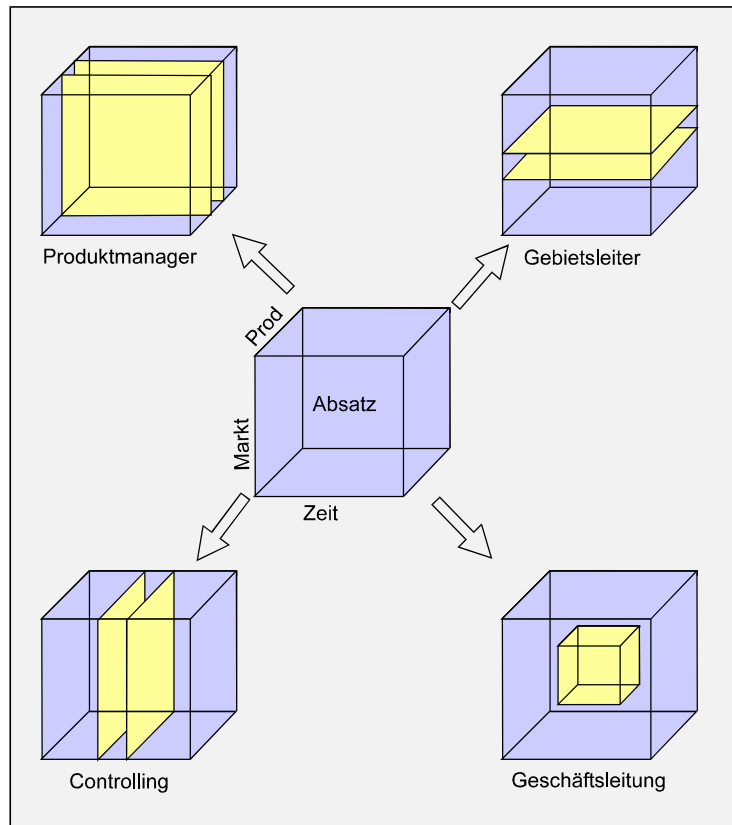 Produktmanager
Gebietsleiter
Prod
Markt
Absatz
Zeit
Controlling
Geschäftsleitung